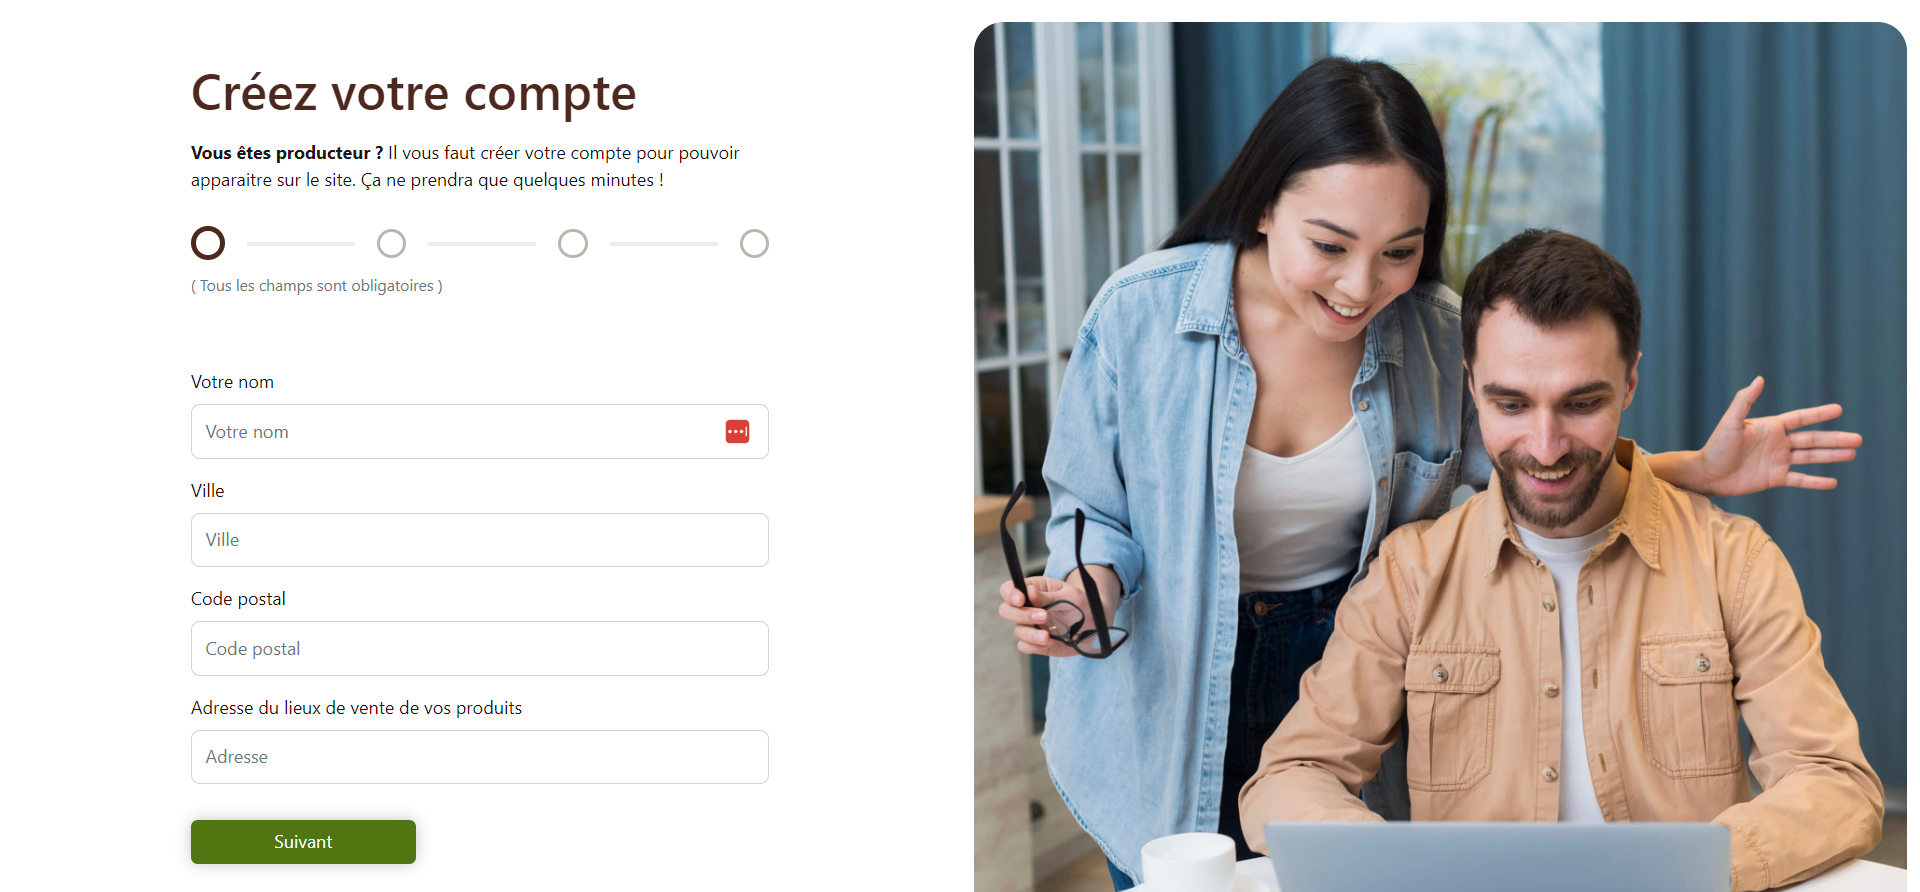 Créez votre compte
Vous êtes producteur ? Il vous faut créer votre compte pour pouvoir
apparaitre sur le site. Ça ne prendra que quelques minutes !
( Tous les champs sont obligatoires )
Votre nom
Votre nom
Ville
Ville
Code postal
Code postal
Adresse du lieux de vente de vos produits
Adresse
Suivant